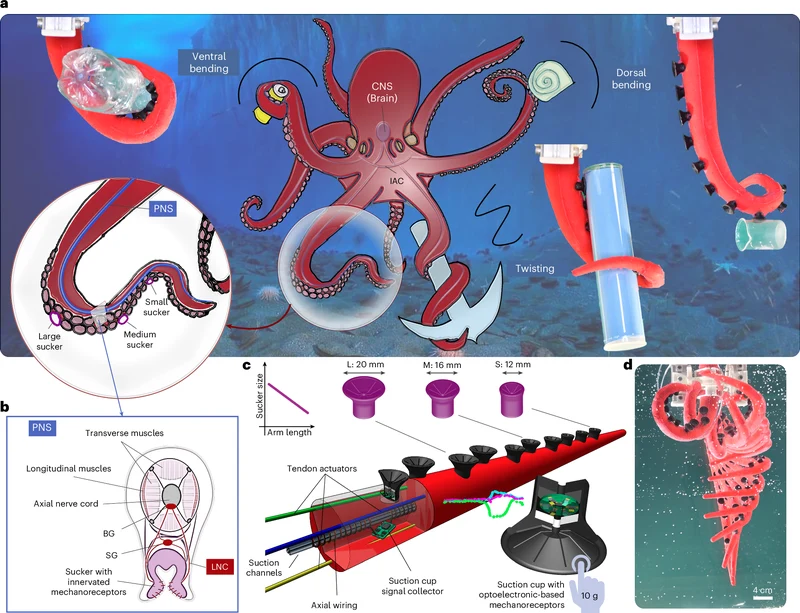 a
Ventral
bending
CNS
(Brain)
Dorsal
bending
IAC
PNS
Twisting
Small
sucker
Large
sucker
Medium
sucker
b
PNS
Transverse muscles
Longitudinal muscles
Axial nerve cord
BG
SG
LNC
Sucker with
innervated
mechanoreceptors
c
Sucker size
Arm length
L: 20 mm
M: 16 mm
S: 12 mm
Tendon actuators
Suction
channels
Axial wiring
Suction cup
signal collector
Suction cup with
optoelectronic-based
mechanoreceptors
10 g
d
4 cm